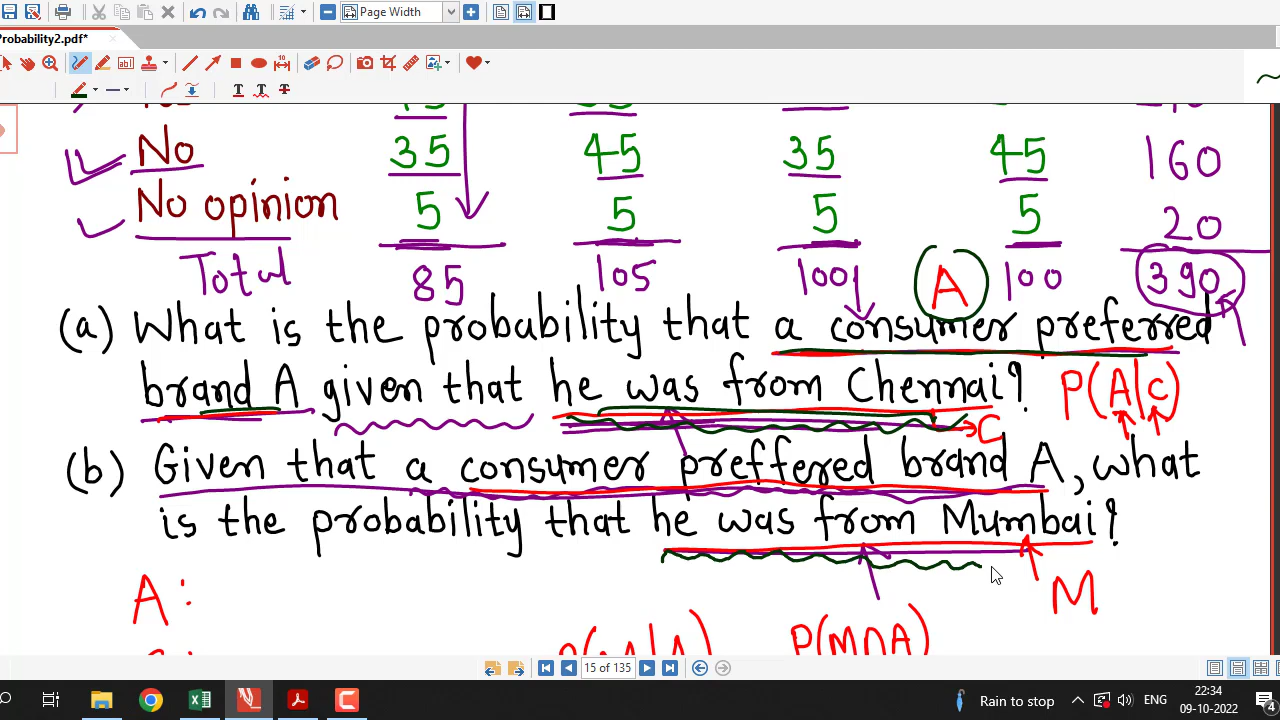 Page Width
Probability2.pdf*
No 35 45 35 45 160
No opinion 5 5 5 5 20
Total 85 105 100 100 390
A
(a) What is the probability that a consumer preferred
brand A given that he was from Chennai? P(A|C)
C
(b) Given that a consumer preffered brand A, what
is the probability that he was from Mumbai?
A: M
P(M∩A)
15 of 135
Rain to stop
ENG
22:34
09-10-2022
4